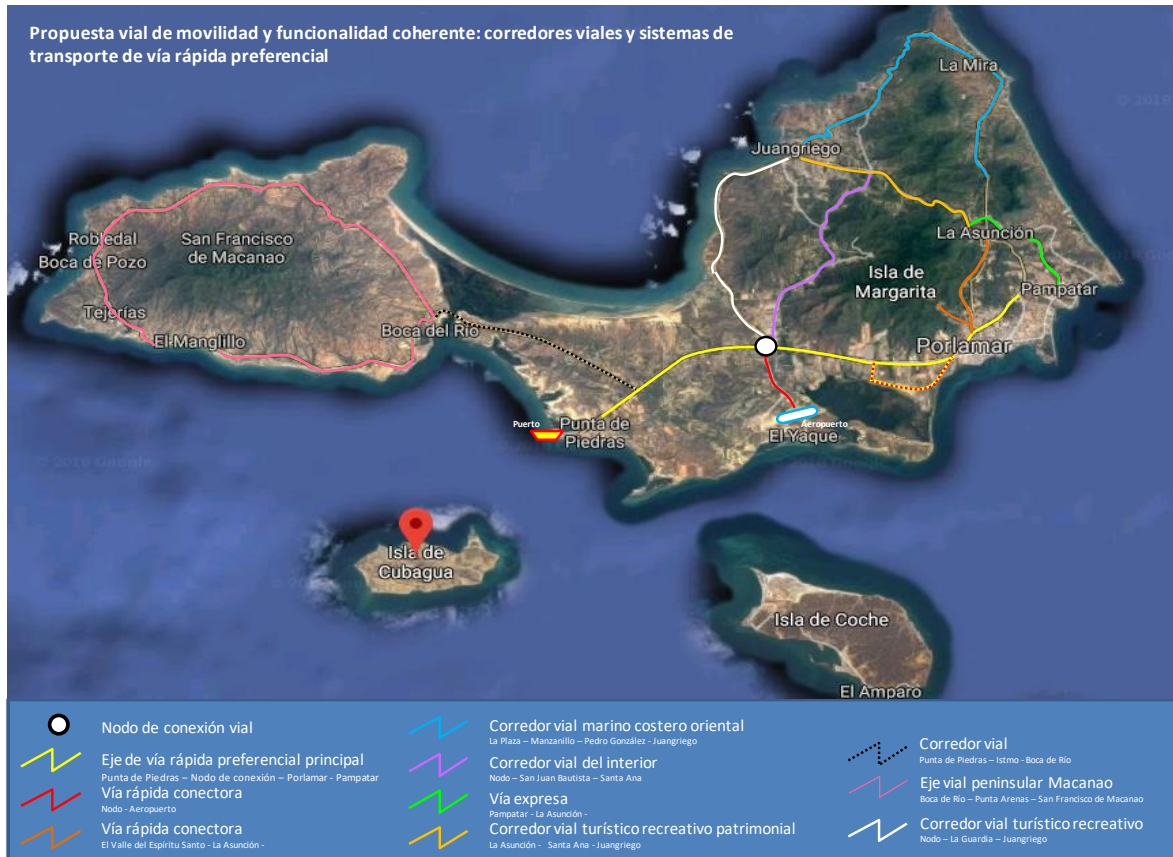 Propuesta vial de movilidad y funcionalidad coherente: corredores viales y sistemas de
transporte de vía rápida preferencial
La Mira
Juangriego
La Asunción
Robledal
San Francisco
de Macanao
Boca de Pozo
Isla de
Margarita
Pampatar
Tejerías
Boca del Río
El Manglillo
Porlamar
Puerto
Punta de
Piedras
Aeropuerto
El Yaque
Isla de
Cubagua
Isla de Coche
El Amparo
Nodo de conexión vial
Eje de vía rápida preferencial principal
Punta de Piedras – Nodo de conexión – Porlamar - Pampatar
Vía rápida conectora
Nodo - Aeropuerto
Vía rápida conectora
El Valle del Espíritu Santo - La Asunción -
Corredor vial marino costero oriental
La Plaza – Manzanillo – Pedro González - Juangriego
Corredor vial del interior
Nodo – San Juan Bautista – Santa Ana
Vía expresa
Pampatar - La Asunción -
Corredor vial turístico recreativo patrimonial
La Asunción - Santa Ana - Juangriego
Corredor vial
Punta de Piedras – Istmo - Boca de Río
Eje vial peninsular Macanao
Boca de Río – Punta Arenas – San Francisco de Macanao
Corredor vial turístico recreativo
Nodo – La Guardia – Juangriego